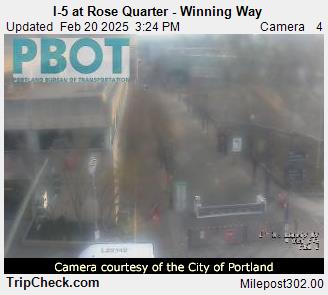 I-5 at Rose Quarter - Winning Way
Updated Feb 20 2025 3:24 PM Camera 4
PBOT
PORTLAND BUREAU OF TRANSPORTATION
Camera courtesy of the City of Portland
TripCheck.com Milepost302.00